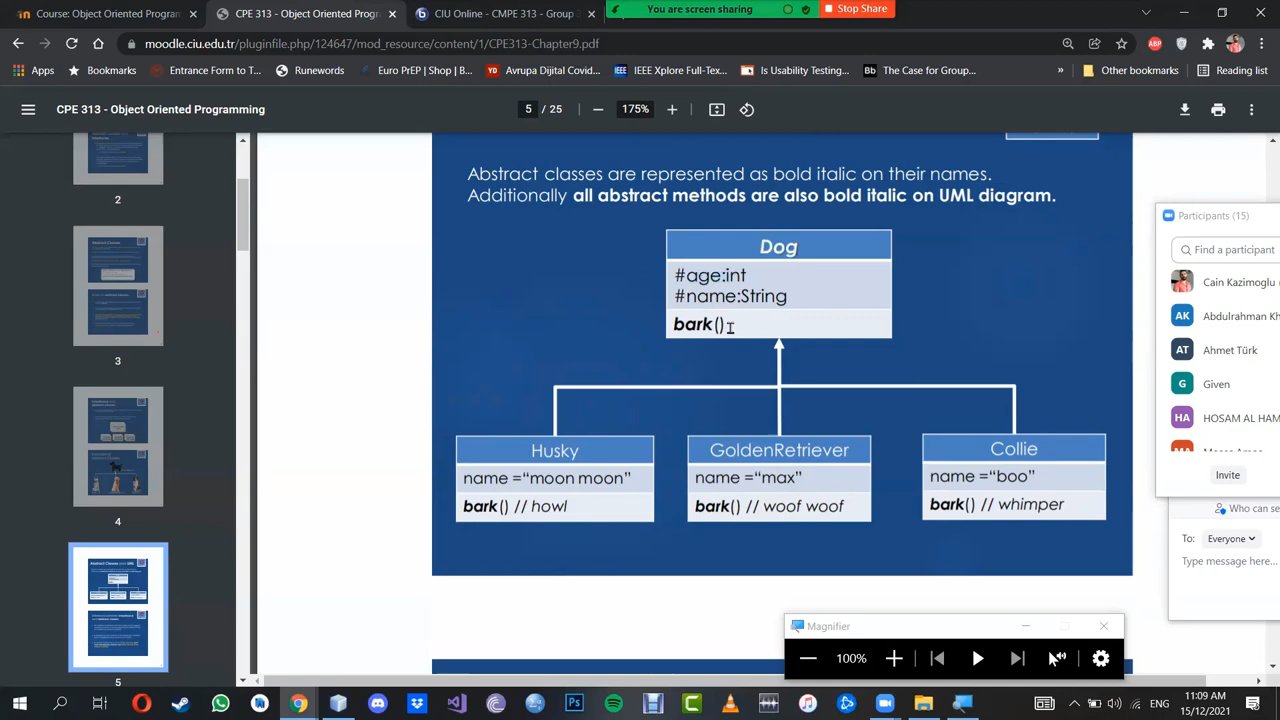 Course: Object Oriented Program
CPE 313 - Object Oriented Progra
CIU Online - CMPE 313 - Group
You are screen sharing
Stop Share
moodle.ciu.edu.tr/pluginfile.php/124647/mod_resource/content/1/CPE313-Chapter9.pdf
Apps
Bookmarks
Entrance Form to T...
Runewords
Euro PrEP | Shop | B...
Avrupa Dijital Covid...
IEEE Xplore Full-Tex...
Is Usability Testing...
The Case for Group...
»
Other bookmarks
Reading list
CPE 313 - Object Oriented Programming
5 / 25
175%
2
3
4
5
Abstract classes are represented as bold italic on their names.
Additionally all abstract methods are also bold italic on UML diagram.
Dog
#age:int
#name:String
bark()
Husky
name ="moon moon"
bark() // howl
GoldenRetriever
name ="max"
bark() // woof woof
Collie
name ="boo"
bark() // whimper
Participants (15)
Find a participant
Cain Kazimoglu
AK Abdulrahman Kh
AT Ahmet Türk
G Given
HA HOSAM AL HAM
Invite
Who can se
To: Everyone
Type message here...
Magnifier
100%
ENG
11:09 AM
15/12/2021